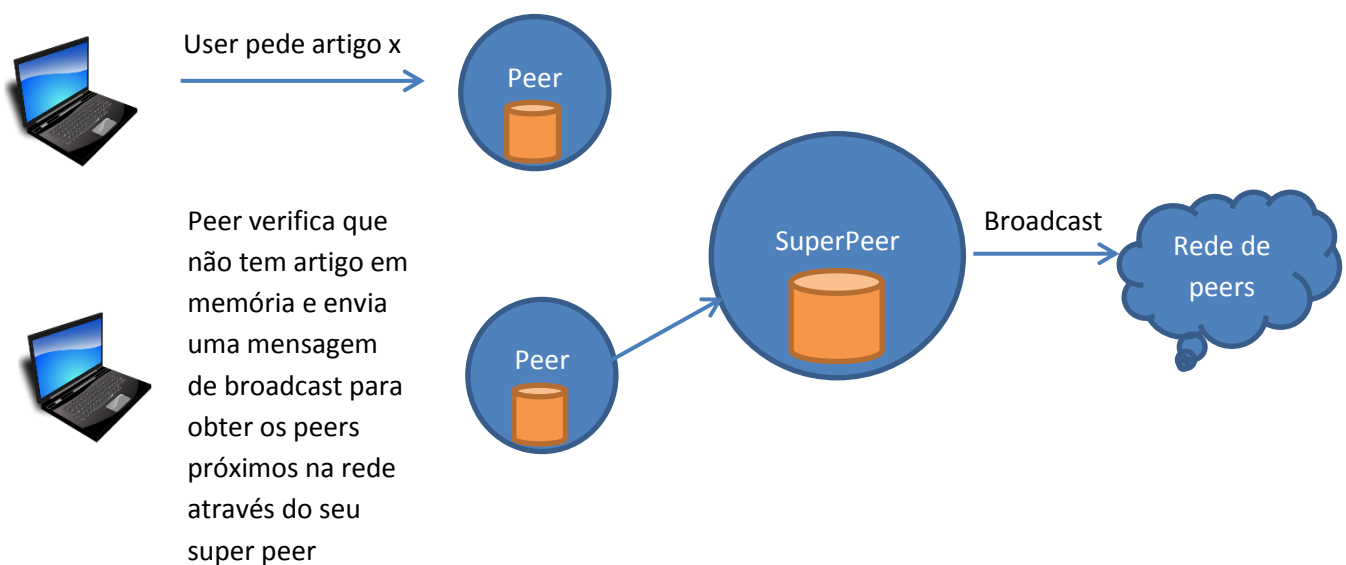 User pede artigo x
Peer
Peer verifica que
não tem artigo em
memória e envia
uma mensagem
de broadcast para
obter os peers
próximos na rede
através do seu
super peer
Peer
SuperPeer
Broadcast
Rede de
peers